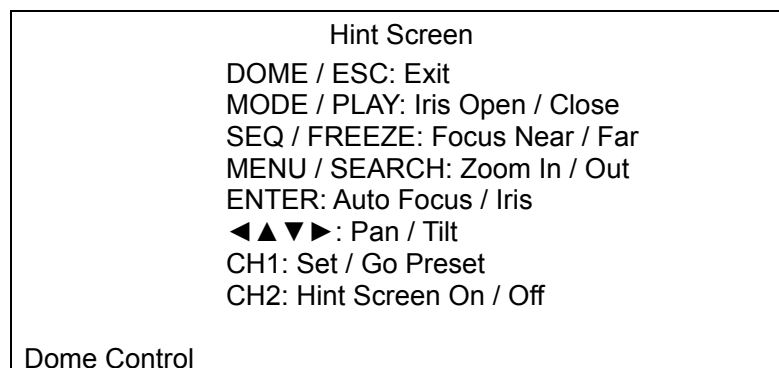 Hint Screen
DOME / ESC: Exit
MODE / PLAY: Iris Open / Close
SEQ / FREEZE: Focus Near / Far
MENU / SEARCH: Zoom In / Out
ENTER: Auto Focus / Iris
◄▲▼►: Pan / Tilt
CH1: Set / Go Preset
CH2: Hint Screen On / Off
Dome Control